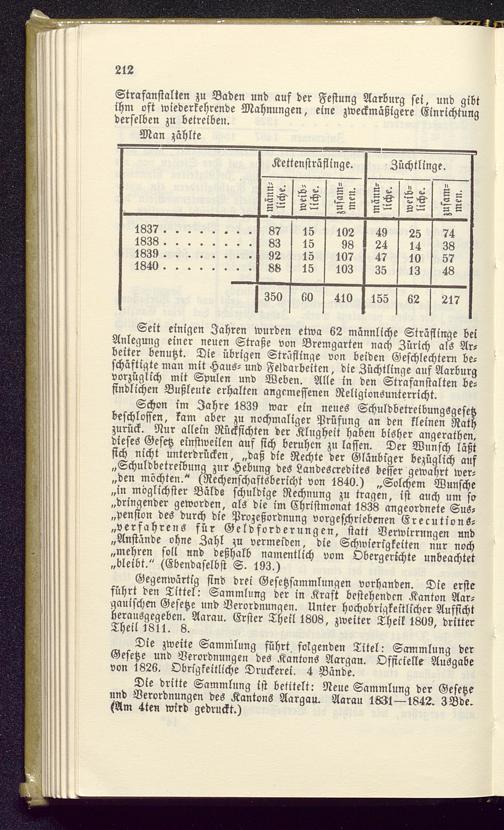 212
Strafanstalten zu Baden und auf der Festung Aarburg sei, und gibt
ihm oft wiederkehrende Mahnungen, eine zweckmäßigere Einrichtung
derselben zu betreiben.
Man zählte
Kettensträflinge. Züchtlinge.
männ- liche. weib- liche. zusam- men. männ- liche. weib- liche. zusam- men.
1837 . . . . . . . . 87 15 102 49 25 74
1838 . . . . . . . . 83 15 98 24 14 38
1839 . . . . . . . . 92 15 107 47 10 57
1840 . . . . . . . . 88 15 103 35 13 48
350 60 410 155 62 217
Seit einigen Jahren wurden etwa 62 männliche Sträflinge bei
Anlegung einer neuen Straße von Bremgarten nach Zürich als Ar-
beiter benutzt. Die übrigen Sträflinge von beiden Geschlechtern be-
schäftigte man mit Haus- und Feldarbeiten, die Züchtlinge auf Aarburg
vorzüglich mit Spulen und Weben. Alle in den Strafanstalten be-
findlichen Bußleute erhalten angemessenen Religionsunterricht.
Schon im Jahre 1839 war ein neues Schuldbetreibungsgesetz
beschlossen, kam aber zu nochmaliger Prüfung an den kleinen Rath
zurück. Nur allein Rücksichten der Klugheit haben bisher angerathen,
dieses Gesetz einstweilen auf sich beruhen zu lassen. Der Wunsch läßt
sich nicht unterdrücken, „daß die Rechte der Gläubiger bezüglich auf
„Schuldbetreibung zur Hebung des Landescredites besser gewahrt wer-
„den möchten.“ (Rechenschaftsbericht von 1840.) „Solchem Wunsche
„in möglichster Bälde schuldige Rechnung zu tragen, ist auch um so
„dringender geworden, als die im Christmonat 1838 angeordnete Sus-
„pension des durch die Prozeßordnung vorgeschriebenen Executions-
„verfahrens für Geldforderungen, statt Verwirrungen und
„Anstände ohne Zahl zu vermeiden, die Schwierigkeiten nur noch
„mehren soll und deßhalb namentlich vom Obergerichte unbeachtet
„bleibt.“ (Ebendaselbst S. 193.)
Gegenwärtig sind drei Gesetzsammlungen vorhanden. Die erste
führt den Tittel: Sammlung der in Kraft bestehenden Kanton Aar-
gauischen Gesetze und Verordnungen. Unter hochobrigkeitlicher Aufsicht
herausgegeben. Aarau. Erster Theil 1808, zweiter Theil 1809, dritter
Theil 1811. 8.
Die zweite Sammlung führt folgenden Titel: Sammlung der
Gesetze und Verordnungen des Kantons Aargau. Officielle Ausgabe
von 1826. Obrigkeitliche Druckerei. 4 Bände.
Die dritte Sammlung ist betitelt: Neue Sammlung der Gesetze
und Verordnungen des Kantons Aargau. Aarau 1831—1842. 3 Bde.
(Am 4ten wird gedruckt.)